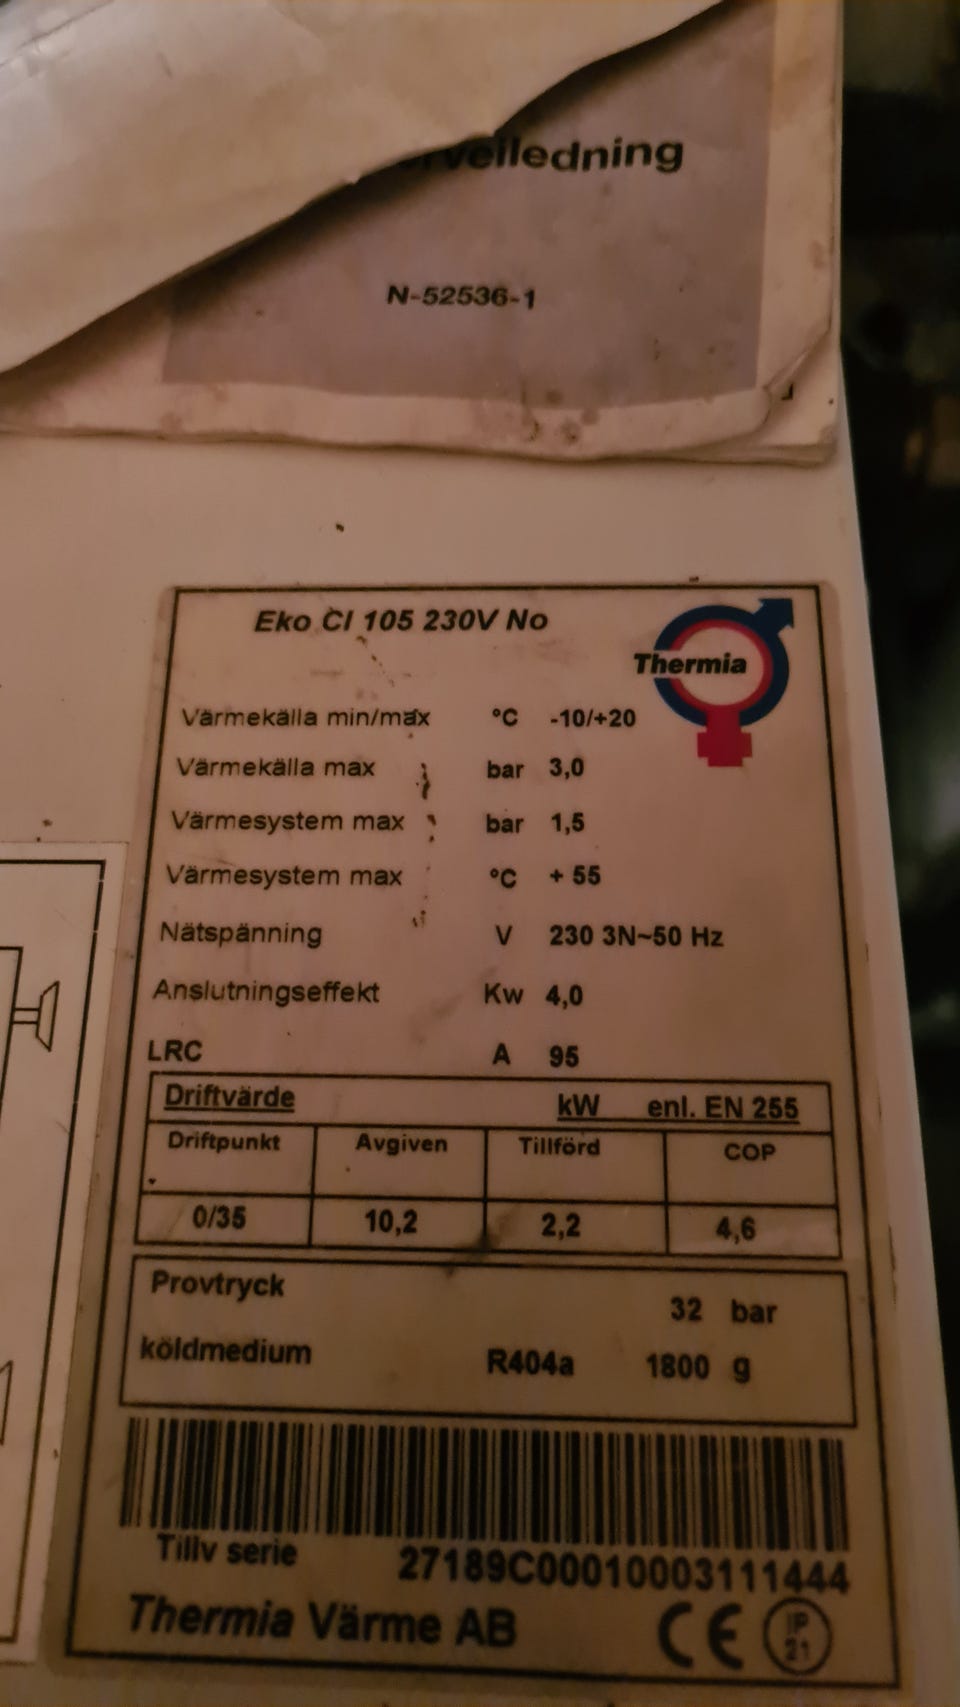 veiledning
N-52536-1
Eko CI 105 230V No
Thermia
Värmekälla min/max °C -10/+20
Värmekälla max bar 3,0
Värmesystem max bar 1,5
Värmesystem max °C + 55
Nätspänning V 230 3N~50 Hz
Anslutningseffekt Kw 4,0
LRC A 95
Driftvärde kW enl. EN 255
Driftpunkt Avgiven Tillförd COP
0/35 10,2 2,2 4,6
Provtryck 32 bar
köldmedium R404a 1800 g
Tillv serie 27189C00010003111444
Thermia Värme AB CE IP 21